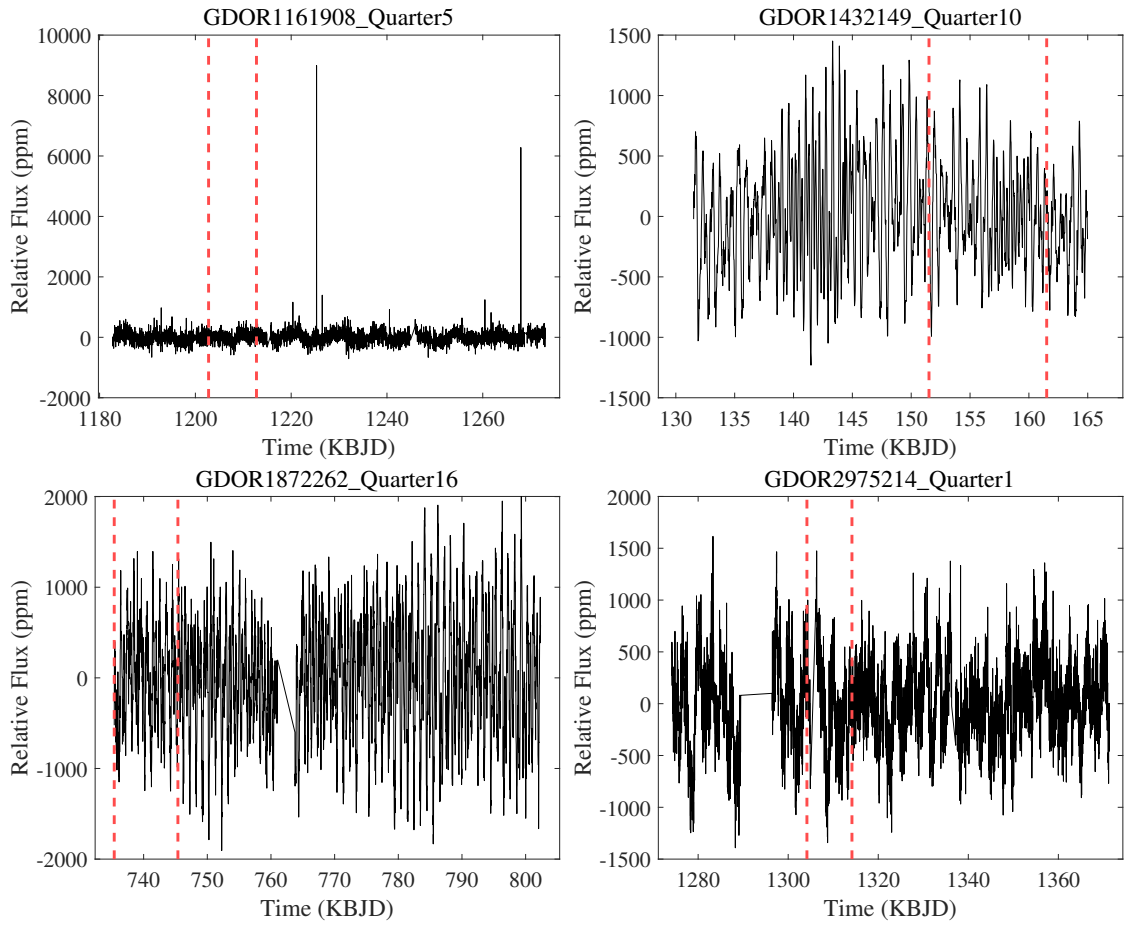 GDOR1161908_Quarter5
10000
8000
6000
4000
2000
0
-2000
Relative Flux (ppm)
1180 1200 1220 1240 1260
Time (KBJD)
GDOR1432149_Quarter10
1500
1000
500
0
-500
-1000
-1500
Relative Flux (ppm)
130 135 140 145 150 155 160 165
Time (KBJD)
GDOR1872262_Quarter16
2000
1000
0
-1000
-2000
Relative Flux (ppm)
740 750 760 770 780 790 800
Time (KBJD)
GDOR2975214_Quarter1
2000
1500
1000
500
0
-500
-1000
-1500
Relative Flux (ppm)
1280 1300 1320 1340 1360
Time (KBJD)